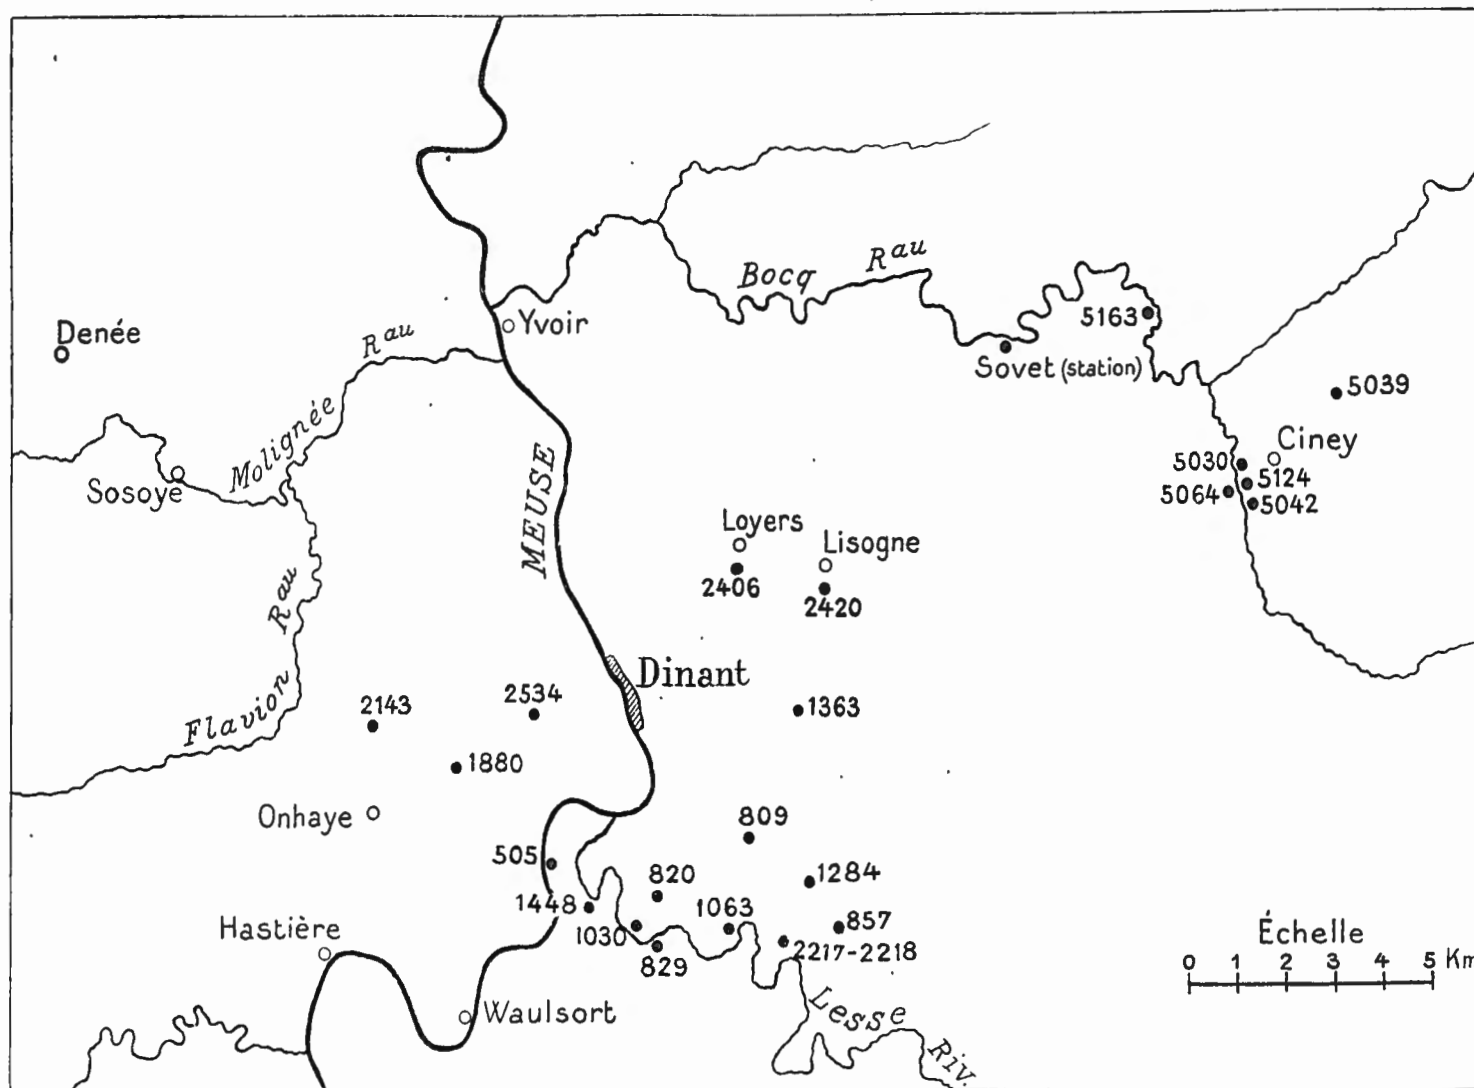 Bocq Rau
Yvoir
5163
Denée
Rau
Sovet (station)
5039
Molignée
Ciney
5030
5124
Sosoye
5064
5042
MEUSE
Loyers
Lisogne
2406
2420
Rau
Dinant
Flavion
2143
2534
1363
1880
Onhaye
809
505
820
1284
1448
1063
857
Hastière
1030
2217-2218
829
Échelle
0 1 2 3 4 5 Km
Waulsort
Lesse
Riv.